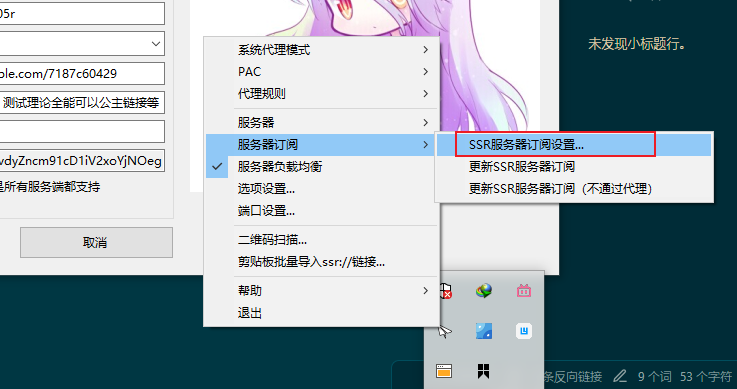 05r
ple.com/7187c60429
测试理论全能可以公主链接等
vdyZncm91cD1iV2xoYjNOeg
是所有服务端都支持
取消
系统代理模式
PAC
代理规则
服务器
服务器订阅
服务器负载均衡
选项设置...
端口设置...
二维码扫描...
剪贴板批量导入ssr://链接...
帮助
退出
SSR服务器订阅设置...
更新SSR服务器订阅
更新SSR服务器订阅（不通过代理）
未发现小标题行。
条反向链接
9 个词
53 个字符